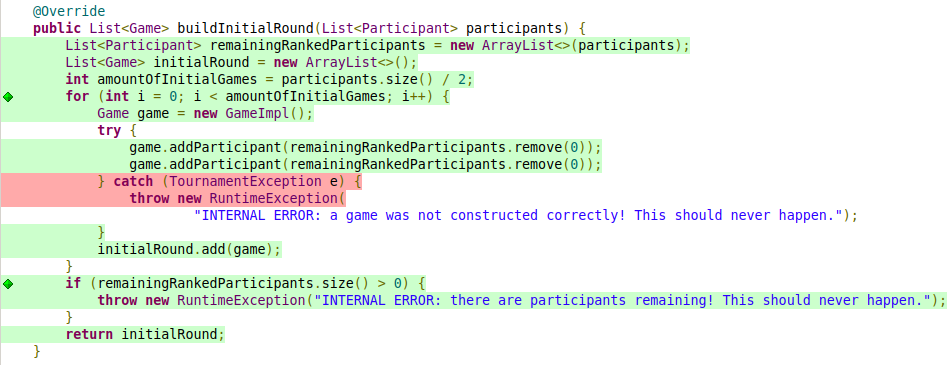 @Override
public List<Game> buildInitialRound(List<Participant> participants) {
List<Participant> remainingRankedParticipants = new ArrayList<>(participants);
List<Game> initialRound = new ArrayList<>();
int amountOfInitialGames = participants.size() / 2;
for (int i = 0; i < amountOfInitialGames; i++) {
Game game = new GameImpl();
try {
game.addParticipant(remainingRankedParticipants.remove(0));
game.addParticipant(remainingRankedParticipants.remove(0));
} catch (TournamentException e) {
throw new RuntimeException(
"INTERNAL ERROR: a game was not constructed correctly! This should never happen.");
}
initialRound.add(game);
}
if (remainingRankedParticipants.size() > 0) {
throw new RuntimeException("INTERNAL ERROR: there are participants remaining! This should never happen.");
}
return initialRound;
}